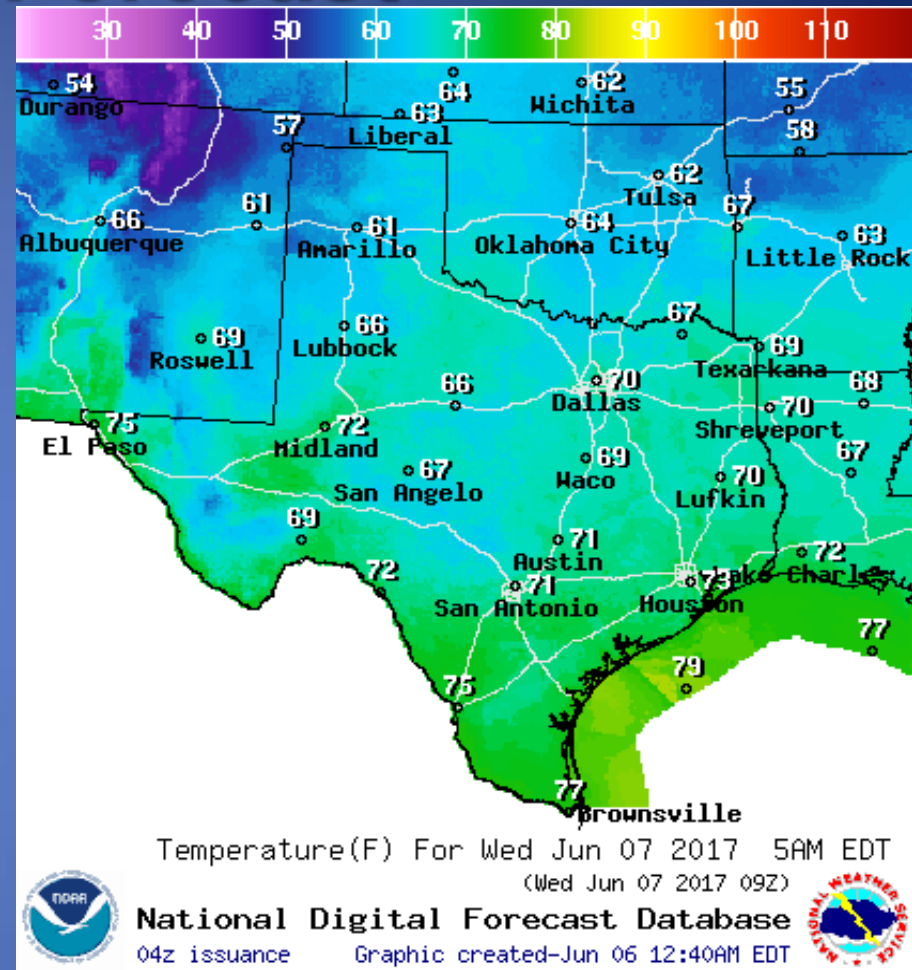 30 40 50 60 70 80 90 100 110
54 64 62 55
Durango Wichita
63
Liberal
57 58
62
Tulsa
66 61 61 64 67 63
Albuquerque Amarillo Oklahoma City Little Rock
69 66 67 69
Roswell Lubbock Texarkana
66 70 68
Dallas
75 72 70
El Paso Midland Shreveport
67 69 70 67
San Angelo Waco Lufkin
69 71 72
Austin Lake Charles
72 71 73
San Antonio Houston
77
75 79
77
Brownsville
Temperature(F) For Wed Jun 07 2017 5AM EDT
(Wed Jun 07 2017 09Z)
National Digital Forecast Database
04z issuance Graphic created-Jun 06 12:40AM EDT
NOAA
NATIONAL WEATHER SERVICE